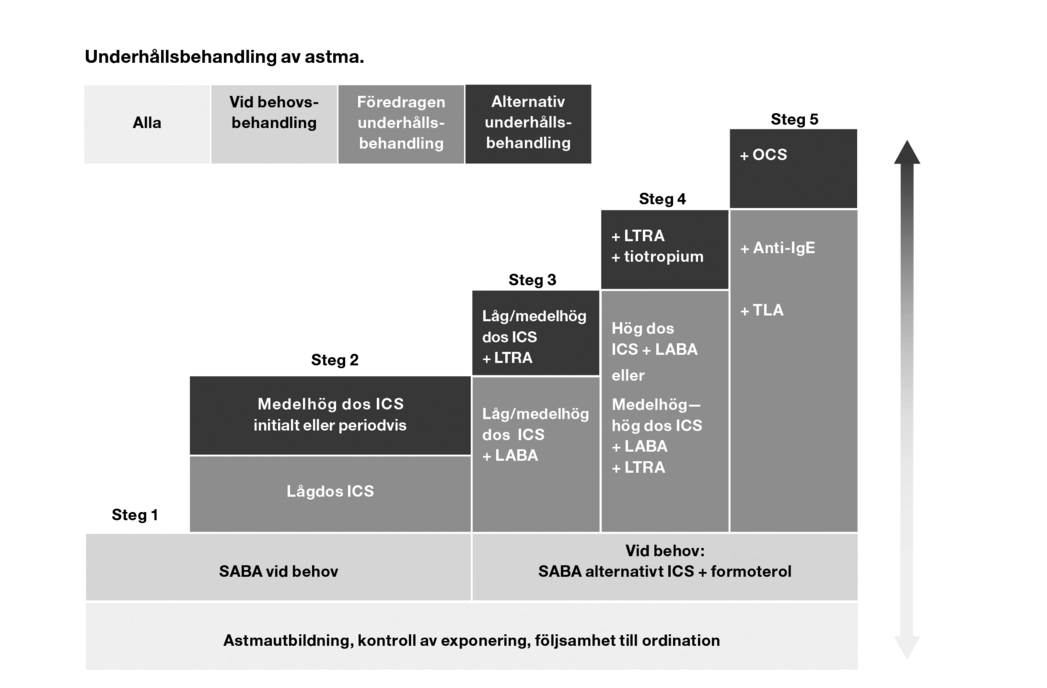 Underhållsbehandling av astma.
Alla
Vid behovs-
behandling
Föredragen
underhålls-
behandling
Alternativ
underhålls-
behandling
Steg 5
+ OCS
+ Anti-IgE
+ TLA
Steg 4
+ LTRA
+ tiotropium
Hög dos
ICS + LABA
eller
Medelhög—
hög dos ICS
+ LABA
+ LTRA
Steg 3
Låg/medelhög
dos ICS
+ LTRA
Låg/medelhög
dos ICS
+ LABA
Steg 2
Medelhög dos ICS
initialt eller periodvis
Lågdos ICS
Steg 1
SABA vid behov
Vid behov:
SABA alternativt ICS + formoterol
Astmautbildning, kontroll av exponering, följsamhet till ordination